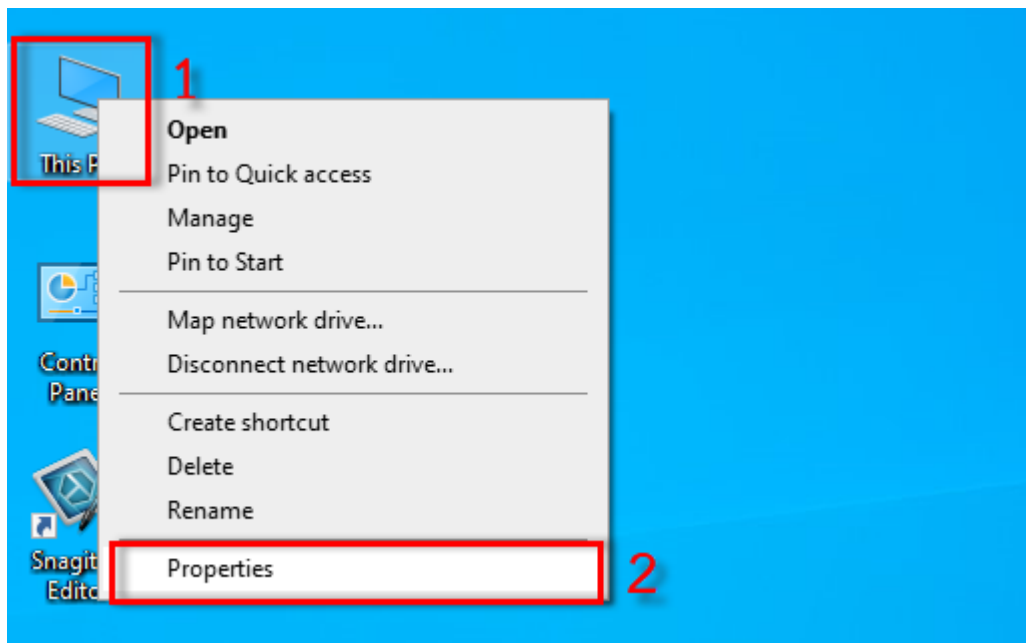 1
This P
Open
Pin to Quick access
Manage
Pin to Start
Map network drive...
Disconnect network drive...
Contr
Pane
Create shortcut
Delete
Rename
Snagit
Edito
Properties
2